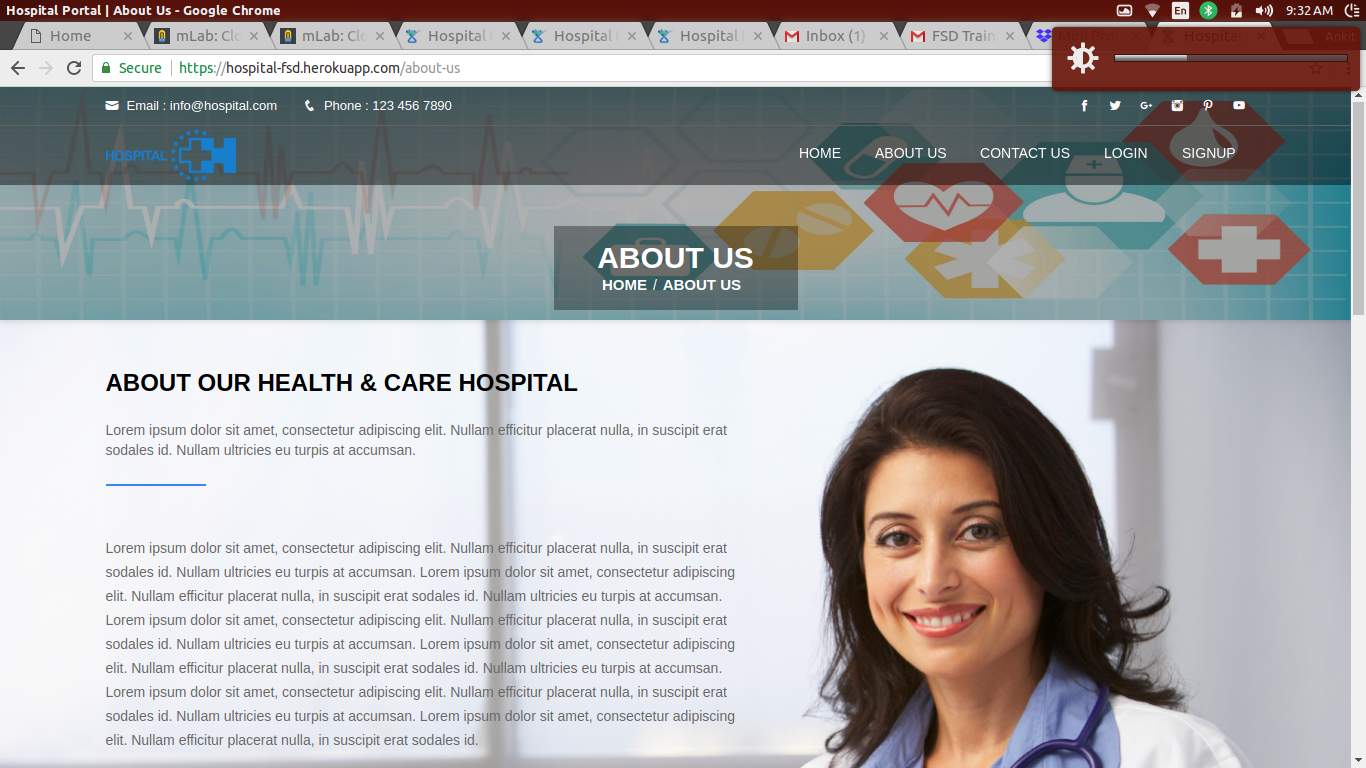 Hospital Portal | About Us - Google Chrome
En
9:32 AM
Home
mLab: Clo
mLab: Clo
Hospital
Hospital
Hospital
Inbox (1)
FSD Train
Mini Pro
Hospital
Ankit
Secure
https://hospital-fsd.herokuapp.com/about-us
Email : info@hospital.com
Phone : 123 456 7890
HOSPITAL
HOME
ABOUT US
CONTACT US
LOGIN
SIGNUP
ABOUT US
HOME / ABOUT US
ABOUT OUR HEALTH & CARE HOSPITAL
Lorem ipsum dolor sit amet, consectetur adipiscing elit. Nullam efficitur placerat nulla, in suscipit erat
sodales id. Nullam ultricies eu turpis at accumsan.
Lorem ipsum dolor sit amet, consectetur adipiscing elit. Nullam efficitur placerat nulla, in suscipit erat
sodales id. Nullam ultricies eu turpis at accumsan. Lorem ipsum dolor sit amet, consectetur adipiscing
elit. Nullam efficitur placerat nulla, in suscipit erat sodales id. Nullam ultricies eu turpis at accumsan.
Lorem ipsum dolor sit amet, consectetur adipiscing elit. Nullam efficitur placerat nulla, in suscipit erat
sodales id. Nullam ultricies eu turpis at accumsan. Lorem ipsum dolor sit amet, consectetur adipiscing
elit. Nullam efficitur placerat nulla, in suscipit erat sodales id. Nullam ultricies eu turpis at accumsan.
Lorem ipsum dolor sit amet, consectetur adipiscing elit. Nullam efficitur placerat nulla, in suscipit erat
sodales id. Nullam ultricies eu turpis at accumsan. Lorem ipsum dolor sit amet, consectetur adipiscing
elit. Nullam efficitur placerat nulla, in suscipit erat sodales id.